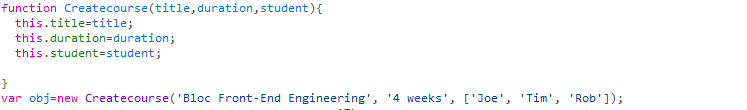 function Createcourse(title,duration,student){
this.title=title;
this.duration=duration;
this.student=student;
}
var obj=new Createcourse('Bloc Front-End Engineering', '4 weeks', ['Joe', 'Tim', 'Rob']);